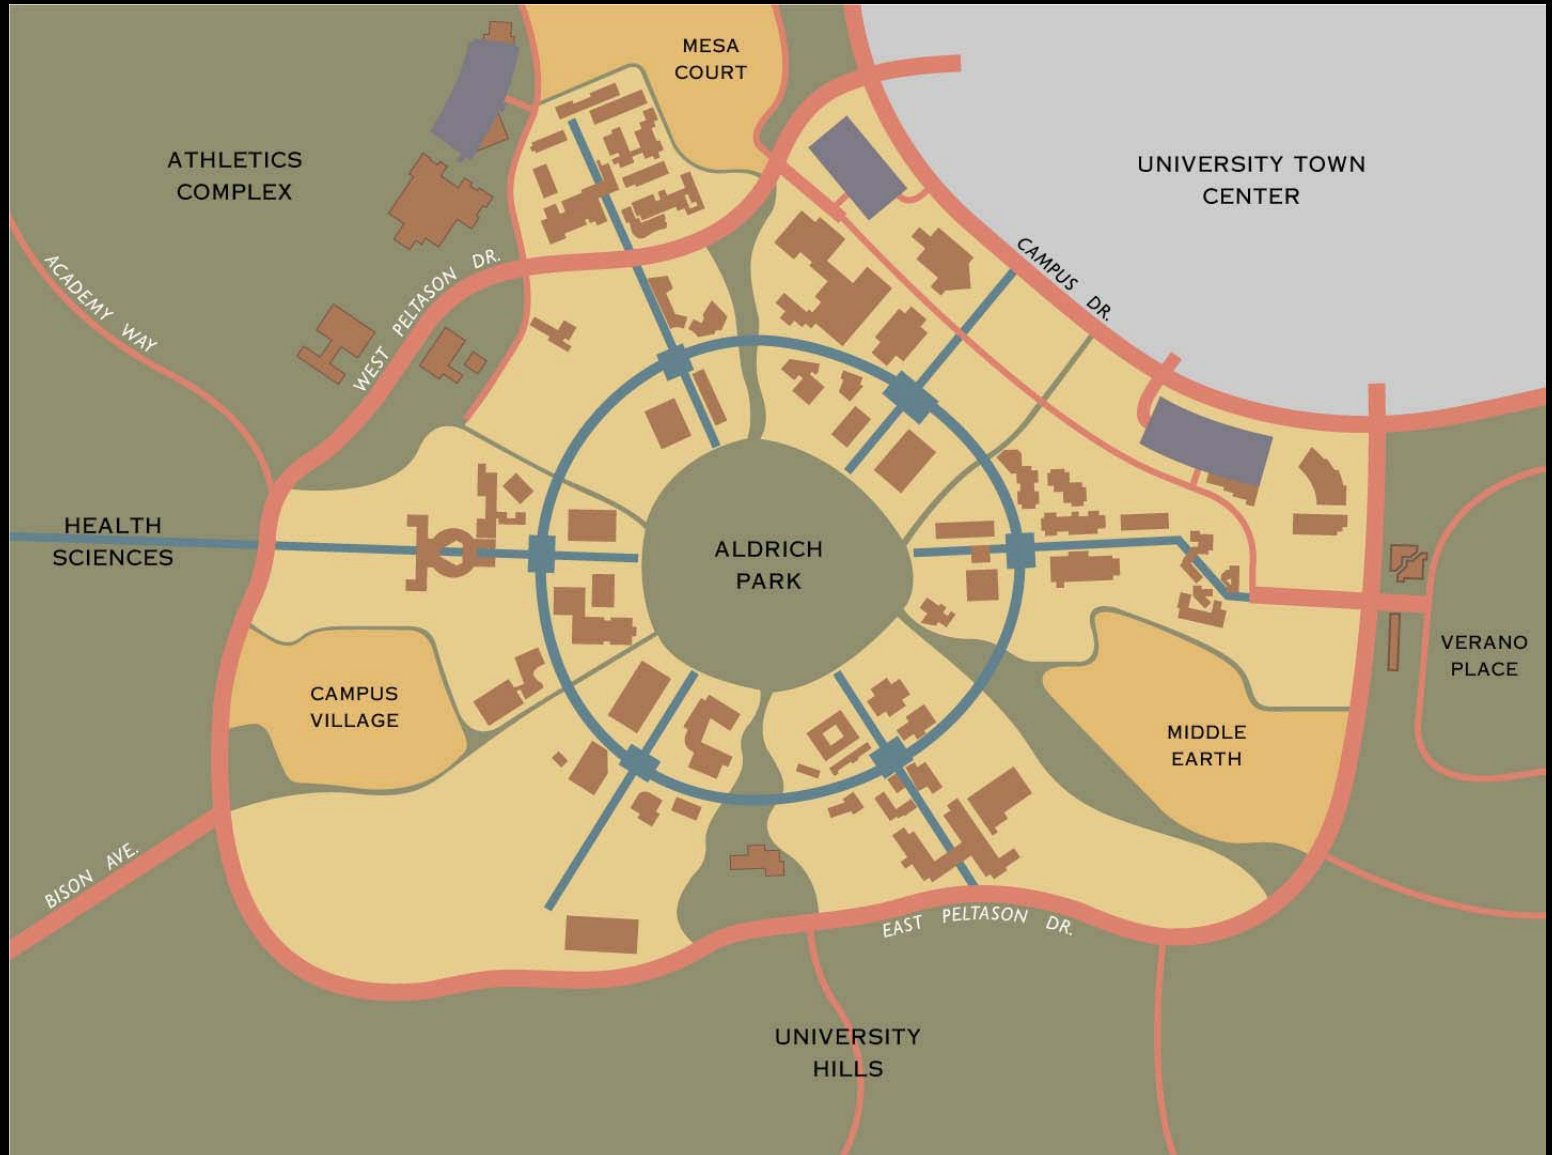 MESA
COURT
ATHLETICS
COMPLEX
UNIVERSITY TOWN
CENTER
ACADEMY WAY
WEST PELTASON DR.
CAMPUS DR.
HEALTH
SCIENCES
ALDRICH
PARK
VERANO
PLACE
CAMPUS
VILLAGE
MIDDLE
EARTH
BISON AVE.
EAST PELTASON DR.
UNIVERSITY
HILLS